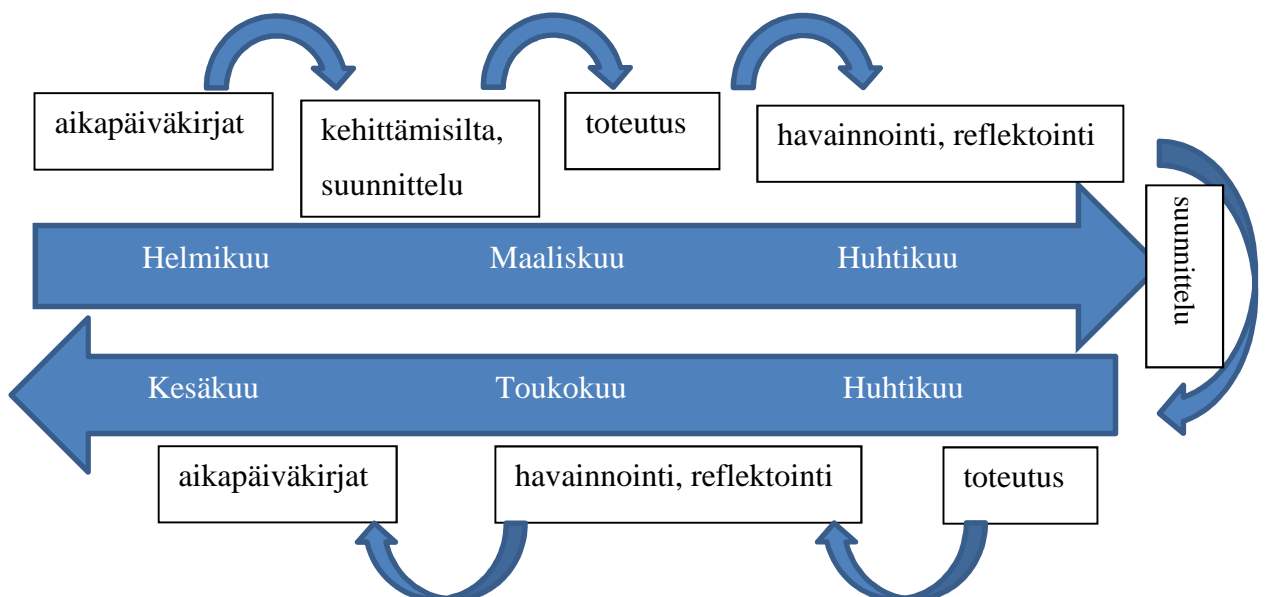 aikapäiväkirjat
kehittämisilta,
suunnittelu
toteutus
havainnointi, reflektointi
suunnittelu
Helmikuu
Maaliskuu
Huhtikuu
Kesäkuu
Toukokuu
Huhtikuu
aikapäiväkirjat
havainnointi, reflektointi
toteutus